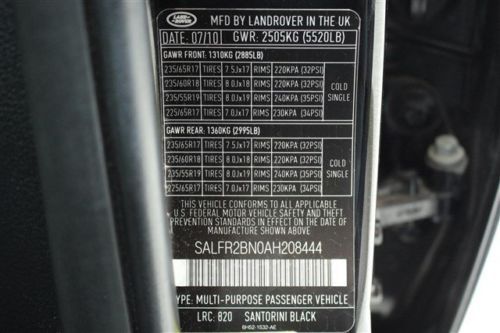 LAND ROVER
MFD BY LANDROVER IN THE UK
DATE: 07/10 GWR: 2505KG (5520LB)
GAWR FRONT: 1310KG (2885LB)
235/65R17 TIRES 7.5Jx17 RIMS 220KPA (32PSI)
235/60R18 TIRES 8.0Jx18 RIMS 220KPA (32PSI) COLD
235/55R19 TIRES 8.0Jx19 RIMS 240KPA (35PSI) SINGLE
225/65R17 TIRES 7.0Jx17 RIMS 230KPA (34PSI)
GAWR REAR: 1360KG (2995LB)
235/65R17 TIRES 7.5Jx17 RIMS 220KPA (32PSI)
235/60R18 TIRES 8.0Jx18 RIMS 220KPA (32PSI) COLD
235/55R19 TIRES 8.0Jx19 RIMS 240KPA (35PSI) SINGLE
225/65R17 TIRES 7.0Jx17 RIMS 230KPA (34PSI)
THIS VEHICLE CONFORMS TO ALL APPLICABLE
U.S. FEDERAL MOTOR VEHICLE SAFETY AND THEFT
PREVENTION STANDARDS IN EFFECT ON THE DATE
OF MANUFACTURE SHOWN ABOVE
SALFR2BN0AH208444
TYPE: MULTI-PURPOSE PASSENGER VEHICLE
LRC: 820 SANTORINI BLACK
6H52-1532-AE